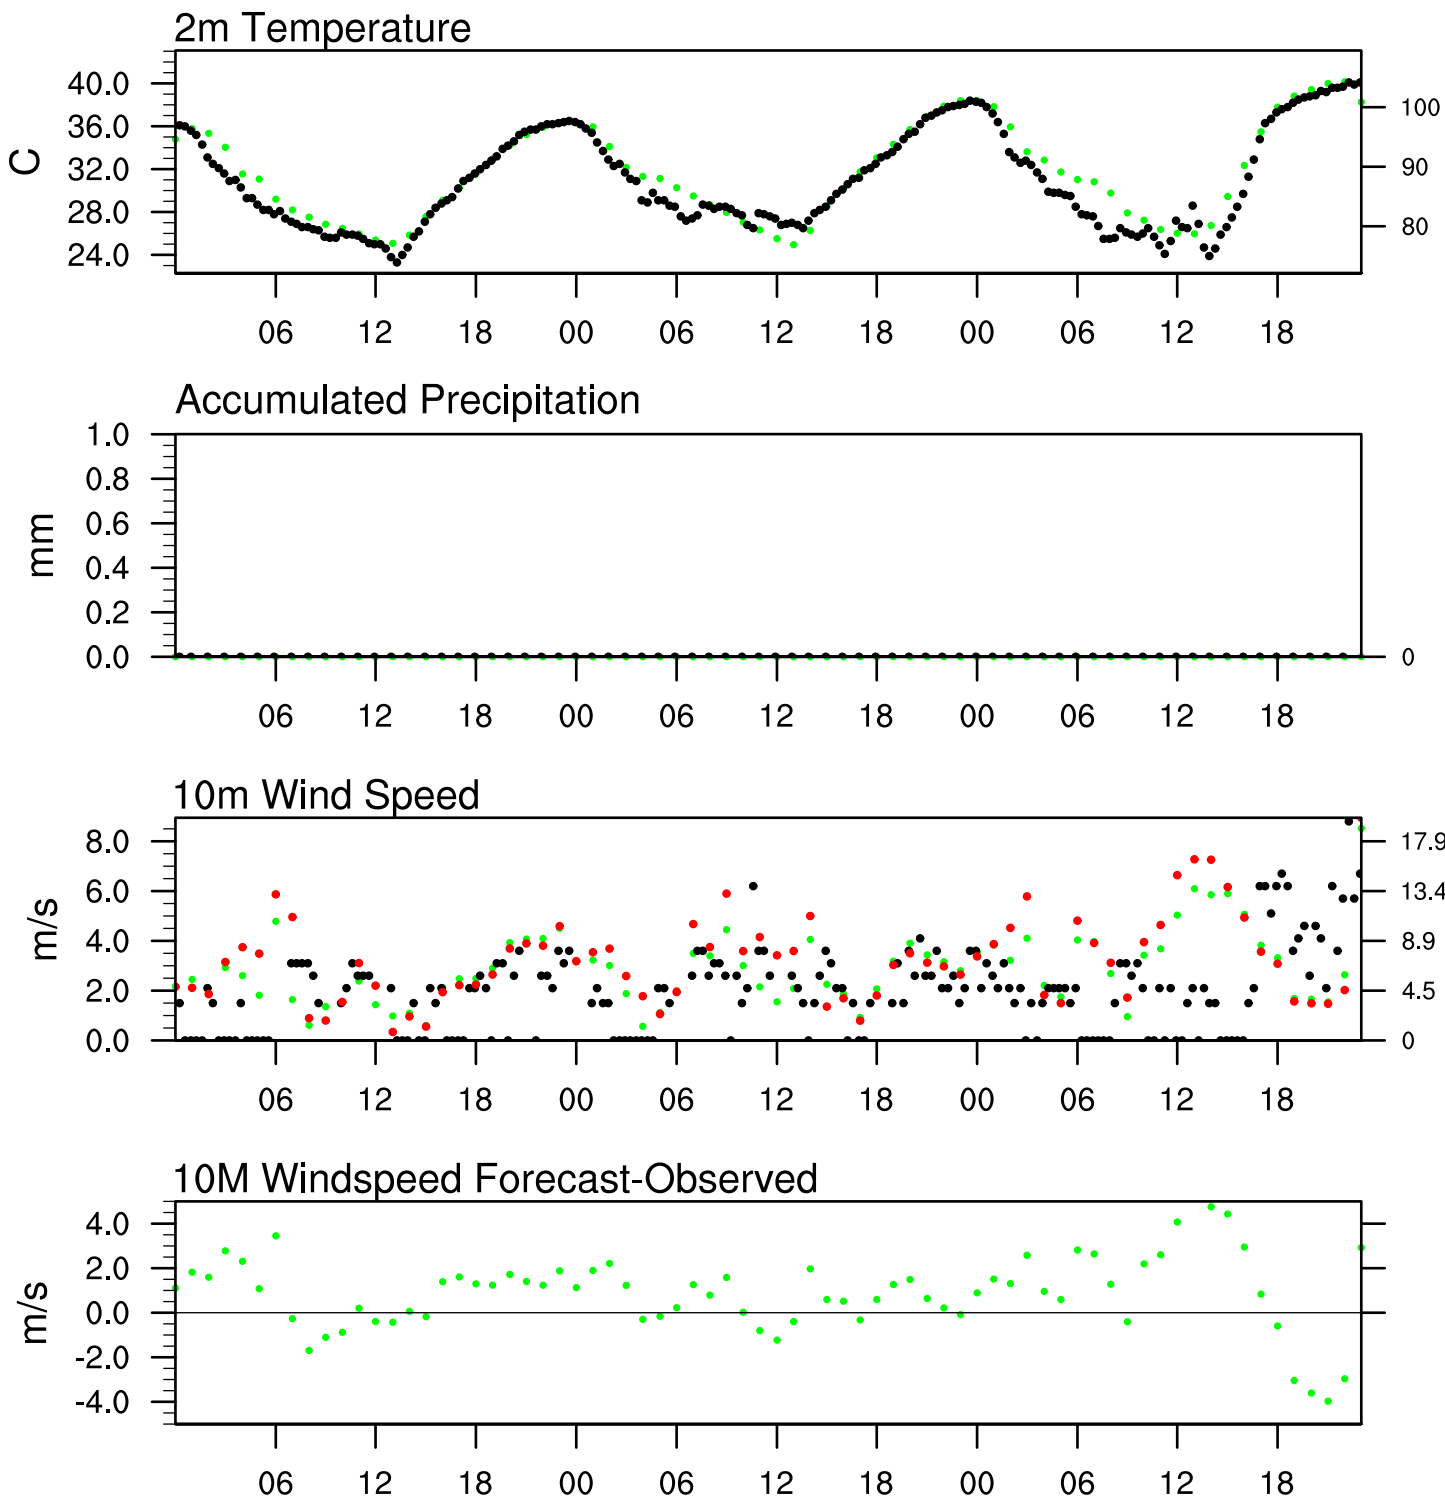 2m Temperature
40.0
36.0
32.0
28.0
24.0
C
100
90
80
06 12 18 00 06 12 18 00 06 12 18
Accumulated Precipitation
1.0
0.8
0.6
0.4
0.2
0.0
mm
0
06 12 18 00 06 12 18 00 06 12 18
10m Wind Speed
8.0
6.0
4.0
2.0
0.0
m/s
17.9
13.4
8.9
4.5
0
06 12 18 00 06 12 18 00 06 12 18
10M Windspeed Forecast-Observed
4.0
2.0
0.0
-2.0
-4.0
m/s
06 12 18 00 06 12 18 00 06 12 18